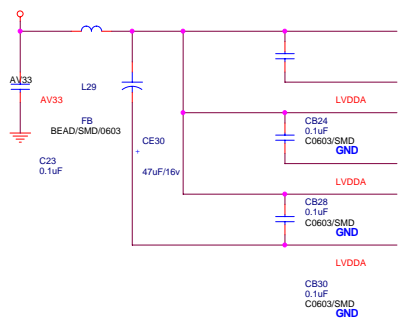 AV33
AV33
L29
FB
BEAD/SMD/0603
C23
0.1uF
CE30
+
47uF/16v
LVDDA
CB24
0.1uF
C0603/SMD
GND
LVDDA
CB28
0.1uF
C0603/SMD
GND
LVDDA
CB30
0.1uF
C0603/SMD
GND